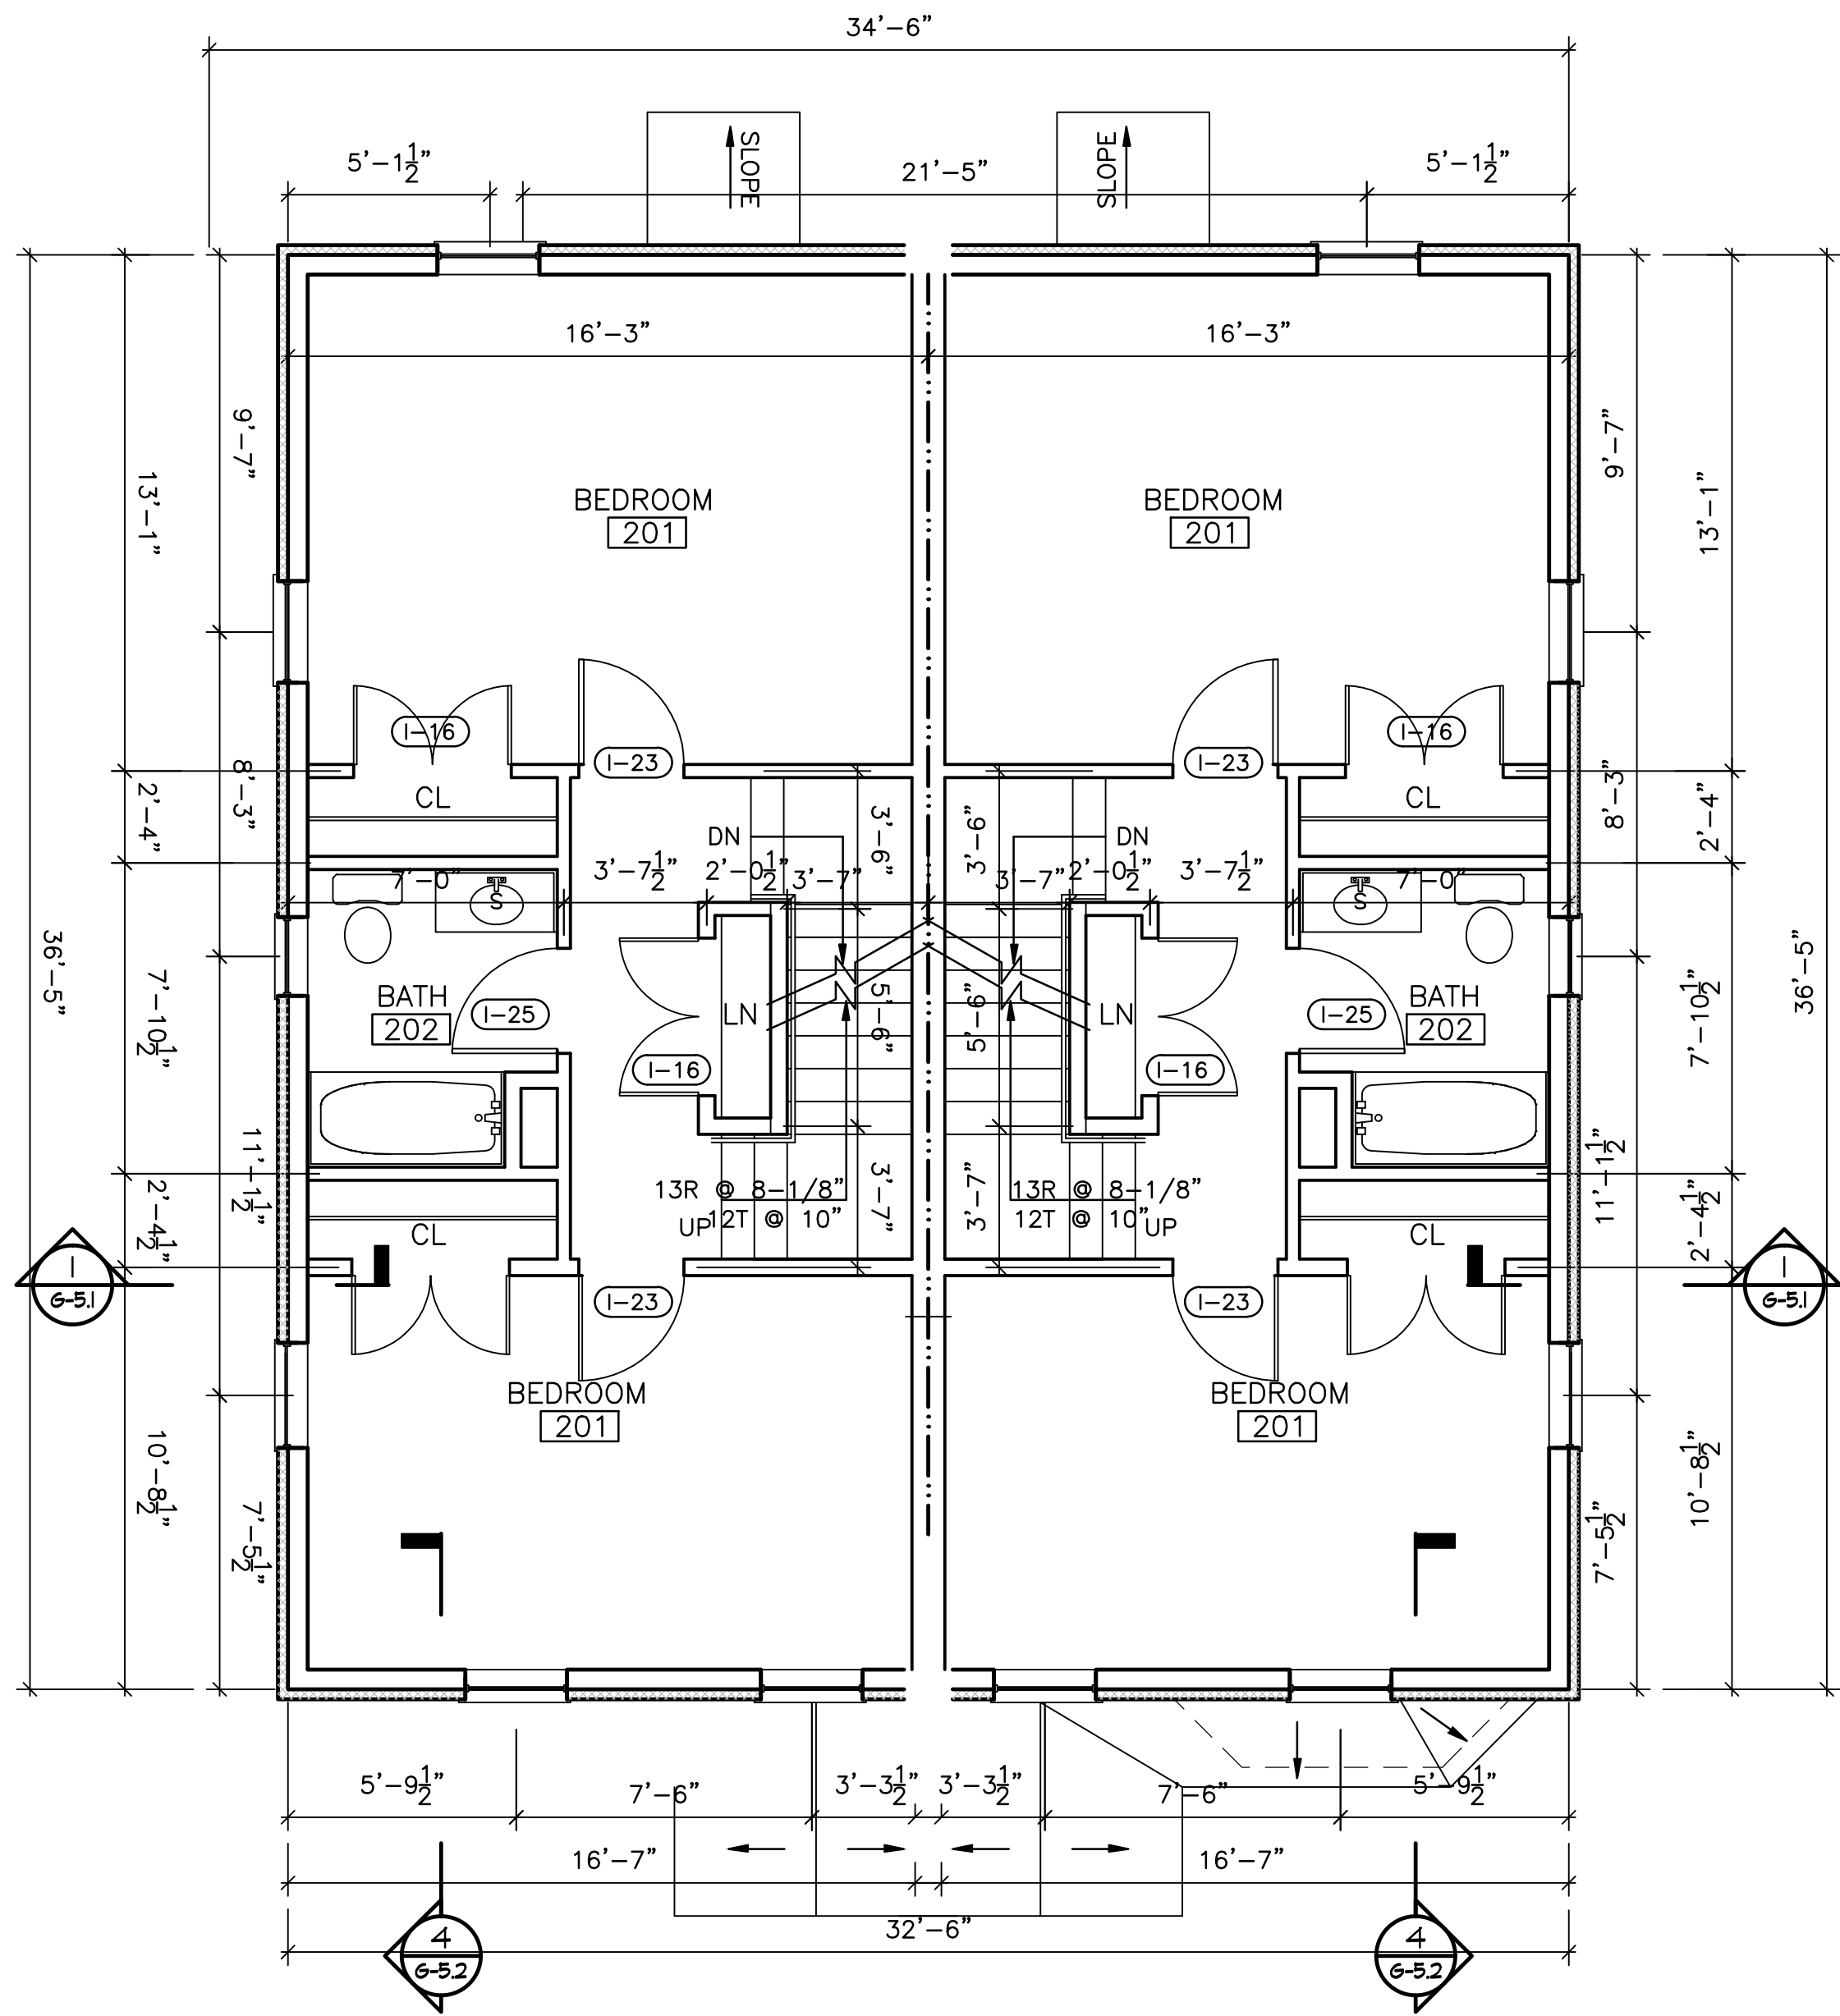 34'-6"
SLOPE SLOPE
5'-1 1/2" 21'-5" 5'-1 1/2"
16'-3" 16'-3"
9'-7" 9'-7"
13'-1" 13'-1"
BEDROOM BEDROOM
201 201
I-16 I-23 I-23 I-16
8'-3" CL CL 8'-3"
2'-4" 2'-4"
DN 3'-6" 3'-6" DN
7'-0" 3'-7 1/2" 2'-0 1/2" 3'-7" 3'-7" 2'-0 1/2" 3'-7 1/2" 7'-0"
S S
36'-5" 36'-5"
7'-10 1/2" 7'-10 1/2"
BATH BATH
202 I-25 LN 5'-6" 5'-6" LN I-25 202
I-16 I-16
11'-1 1/2" 11'-1 1/2"
13R @ 8-1/8" 13R @ 8-1/8"
UP 12T @ 10" 12T @ 10" UP
3'-7" 3'-7"
2'-4 1/2" 2'-4 1/2"
CL CL
1 1
G-5.1 G-5.1
I-23 I-23
BEDROOM BEDROOM
201 201
10'-8 1/2" 10'-8 1/2"
7'-5 1/2" 7'-5 1/2"
5'-9 1/2" 7'-6" 3'-3 1/2" 3'-3 1/2" 7'-6" 5'-9 1/2"
16'-7" 16'-7"
32'-6"
4 4
G-5.2 G-5.2